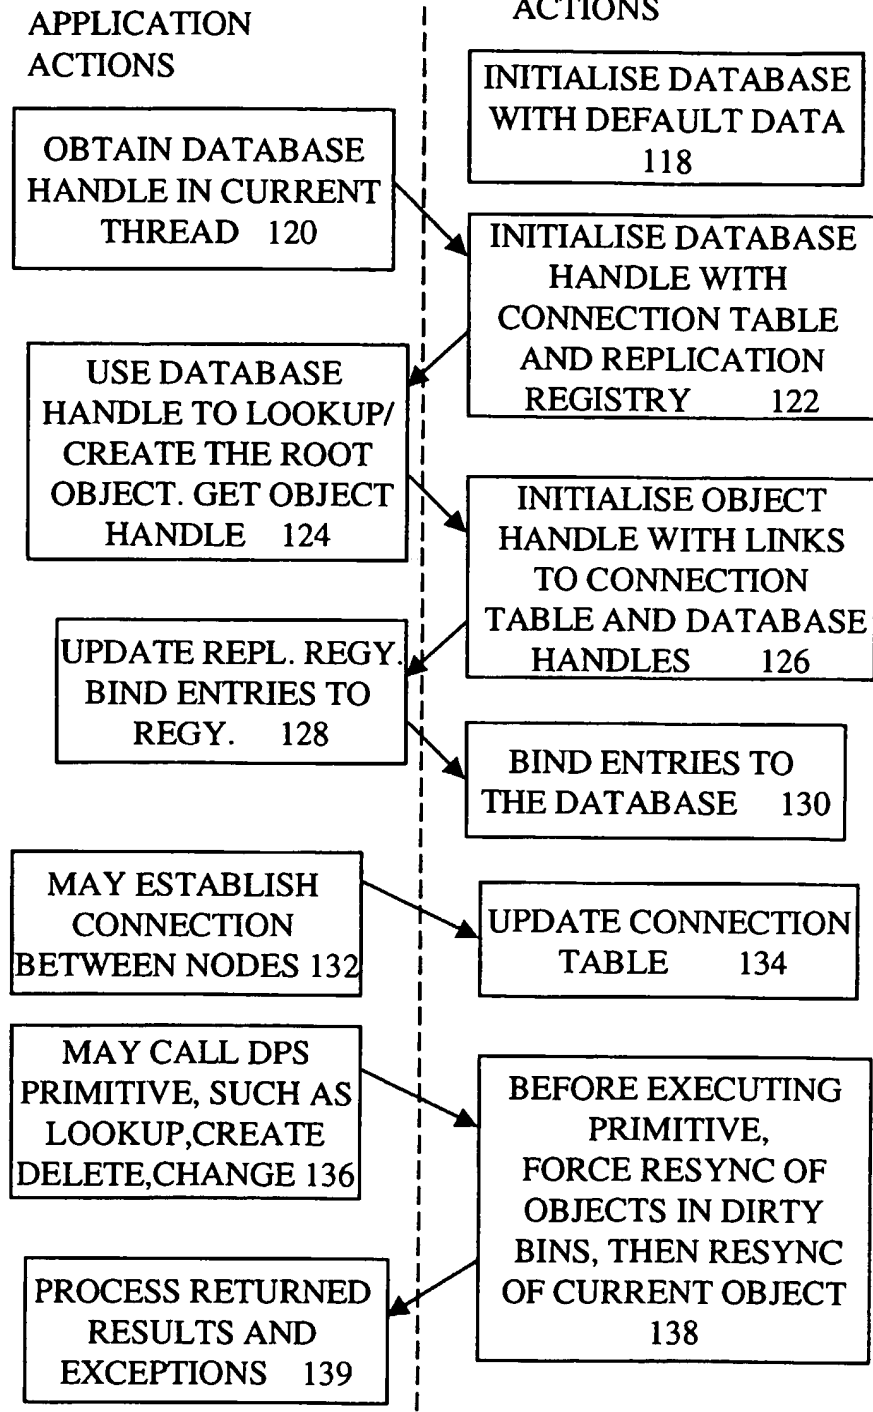 APPLICATION
ACTIONS
ACTIONS
INITIALISE DATABASE
WITH DEFAULT DATA
118
OBTAIN DATABASE
HANDLE IN CURRENT
THREAD 120
INITIALISE DATABASE
HANDLE WITH
CONNECTION TABLE
AND REPLICATION
REGISTRY 122
USE DATABASE
HANDLE TO LOOKUP/
CREATE THE ROOT
OBJECT. GET OBJECT
HANDLE 124
INITIALISE OBJECT
HANDLE WITH LINKS
TO CONNECTION
TABLE AND DATABASE
HANDLES 126
UPDATE REPL. REGY.
BIND ENTRIES TO
REGY. 128
BIND ENTRIES TO
THE DATABASE 130
MAY ESTABLISH
CONNECTION
BETWEEN NODES 132
UPDATE CONNECTION
TABLE 134
MAY CALL DPS
PRIMITIVE, SUCH AS
LOOKUP,CREATE
DELETE,CHANGE 136
BEFORE EXECUTING
PRIMITIVE,
FORCE RESYNC OF
OBJECTS IN DIRTY
BINS, THEN RESYNC
OF CURRENT OBJECT
138
PROCESS RETURNED
RESULTS AND
EXCEPTIONS 139